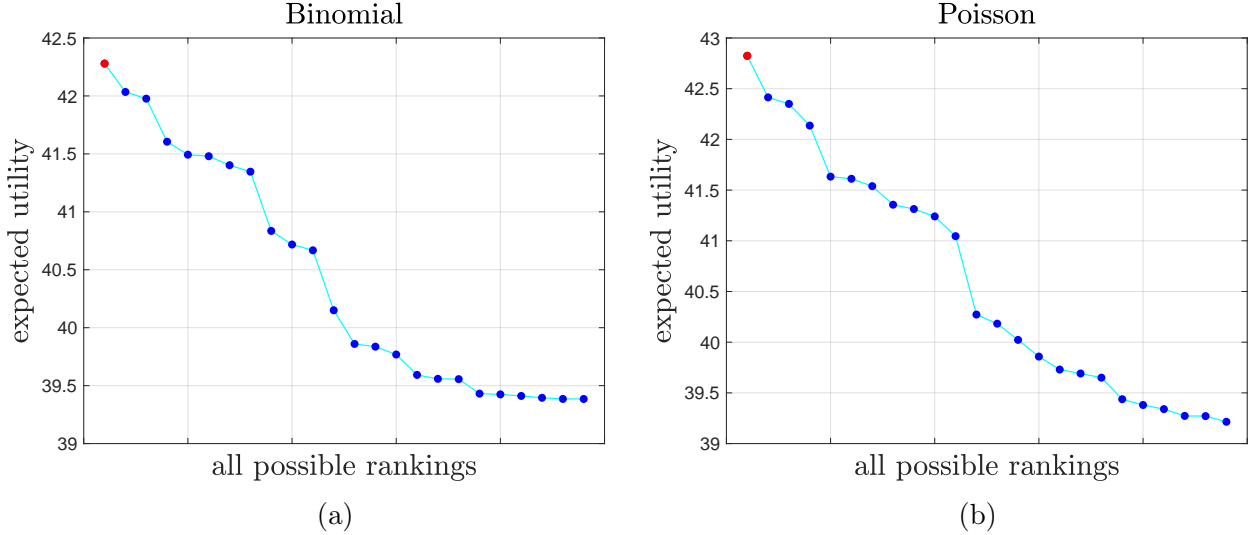 Binomial
42.5
42
41.5
41
40.5
40
39.5
39
expected utility
all possible rankings
(a)
Poisson
43
42.5
42
41.5
41
40.5
40
39.5
39
expected utility
all possible rankings
(b)